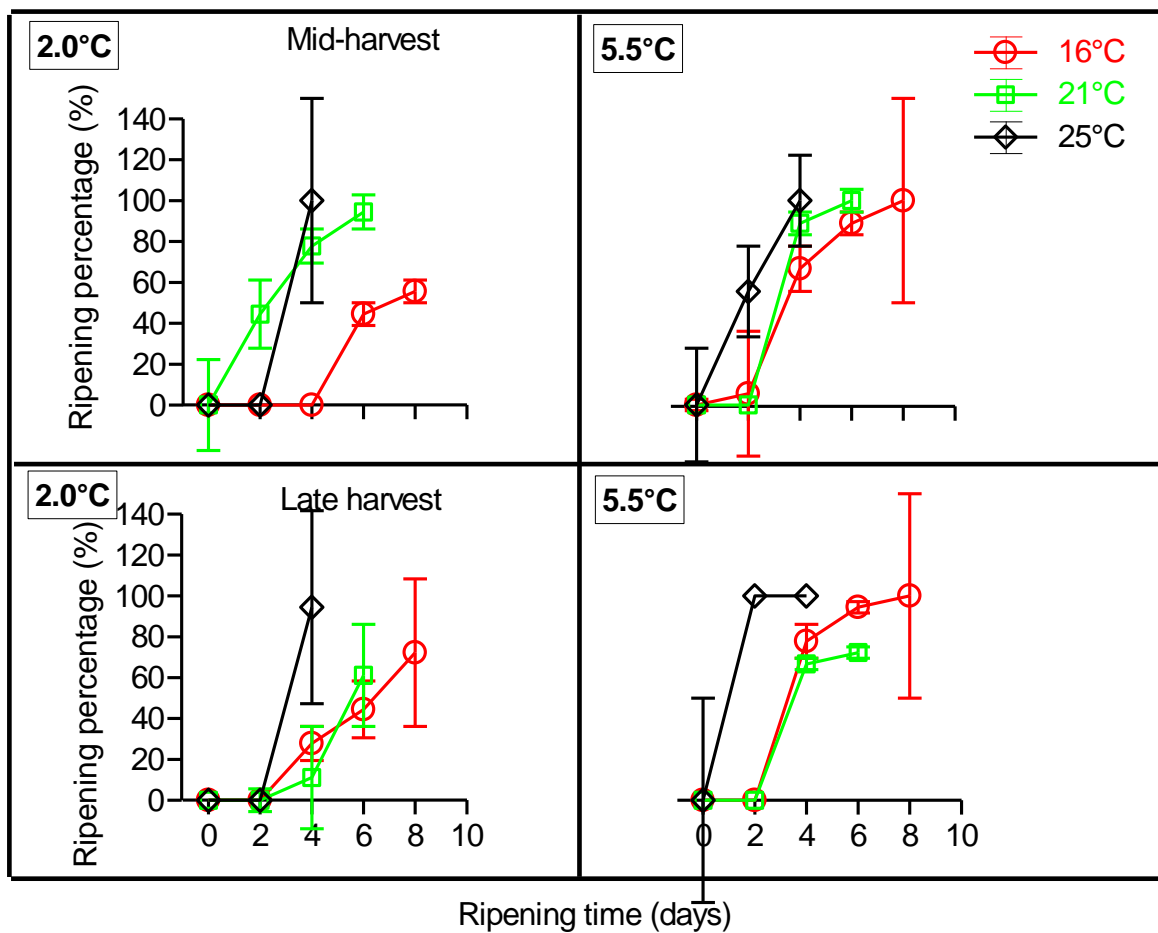 2.0°C
Mid-harvest
5.5°C
16°C
21°C
25°C
Ripening percentage (%)
140
120
100
80
60
40
20
0
2.0°C
Late harvest
5.5°C
Ripening percentage (%)
140
120
100
80
60
40
20
0
0 2 4 6 8 10
0 2 4 6 8 10
Ripening time (days)